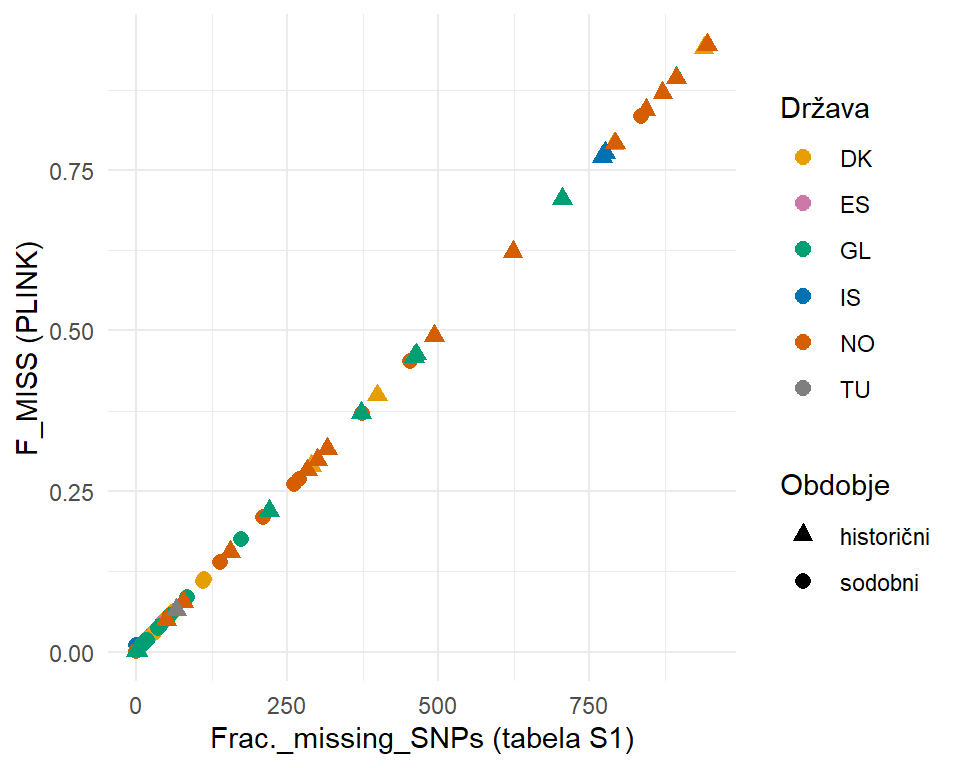 0.75
0.50
0.25
0.00
F_MISS (PLINK)
0
250
500
750
Frac._missing_SNPs (tabela S1)
Država
DK
ES
GL
IS
NO
TU
Obdobje
historični
sodobni